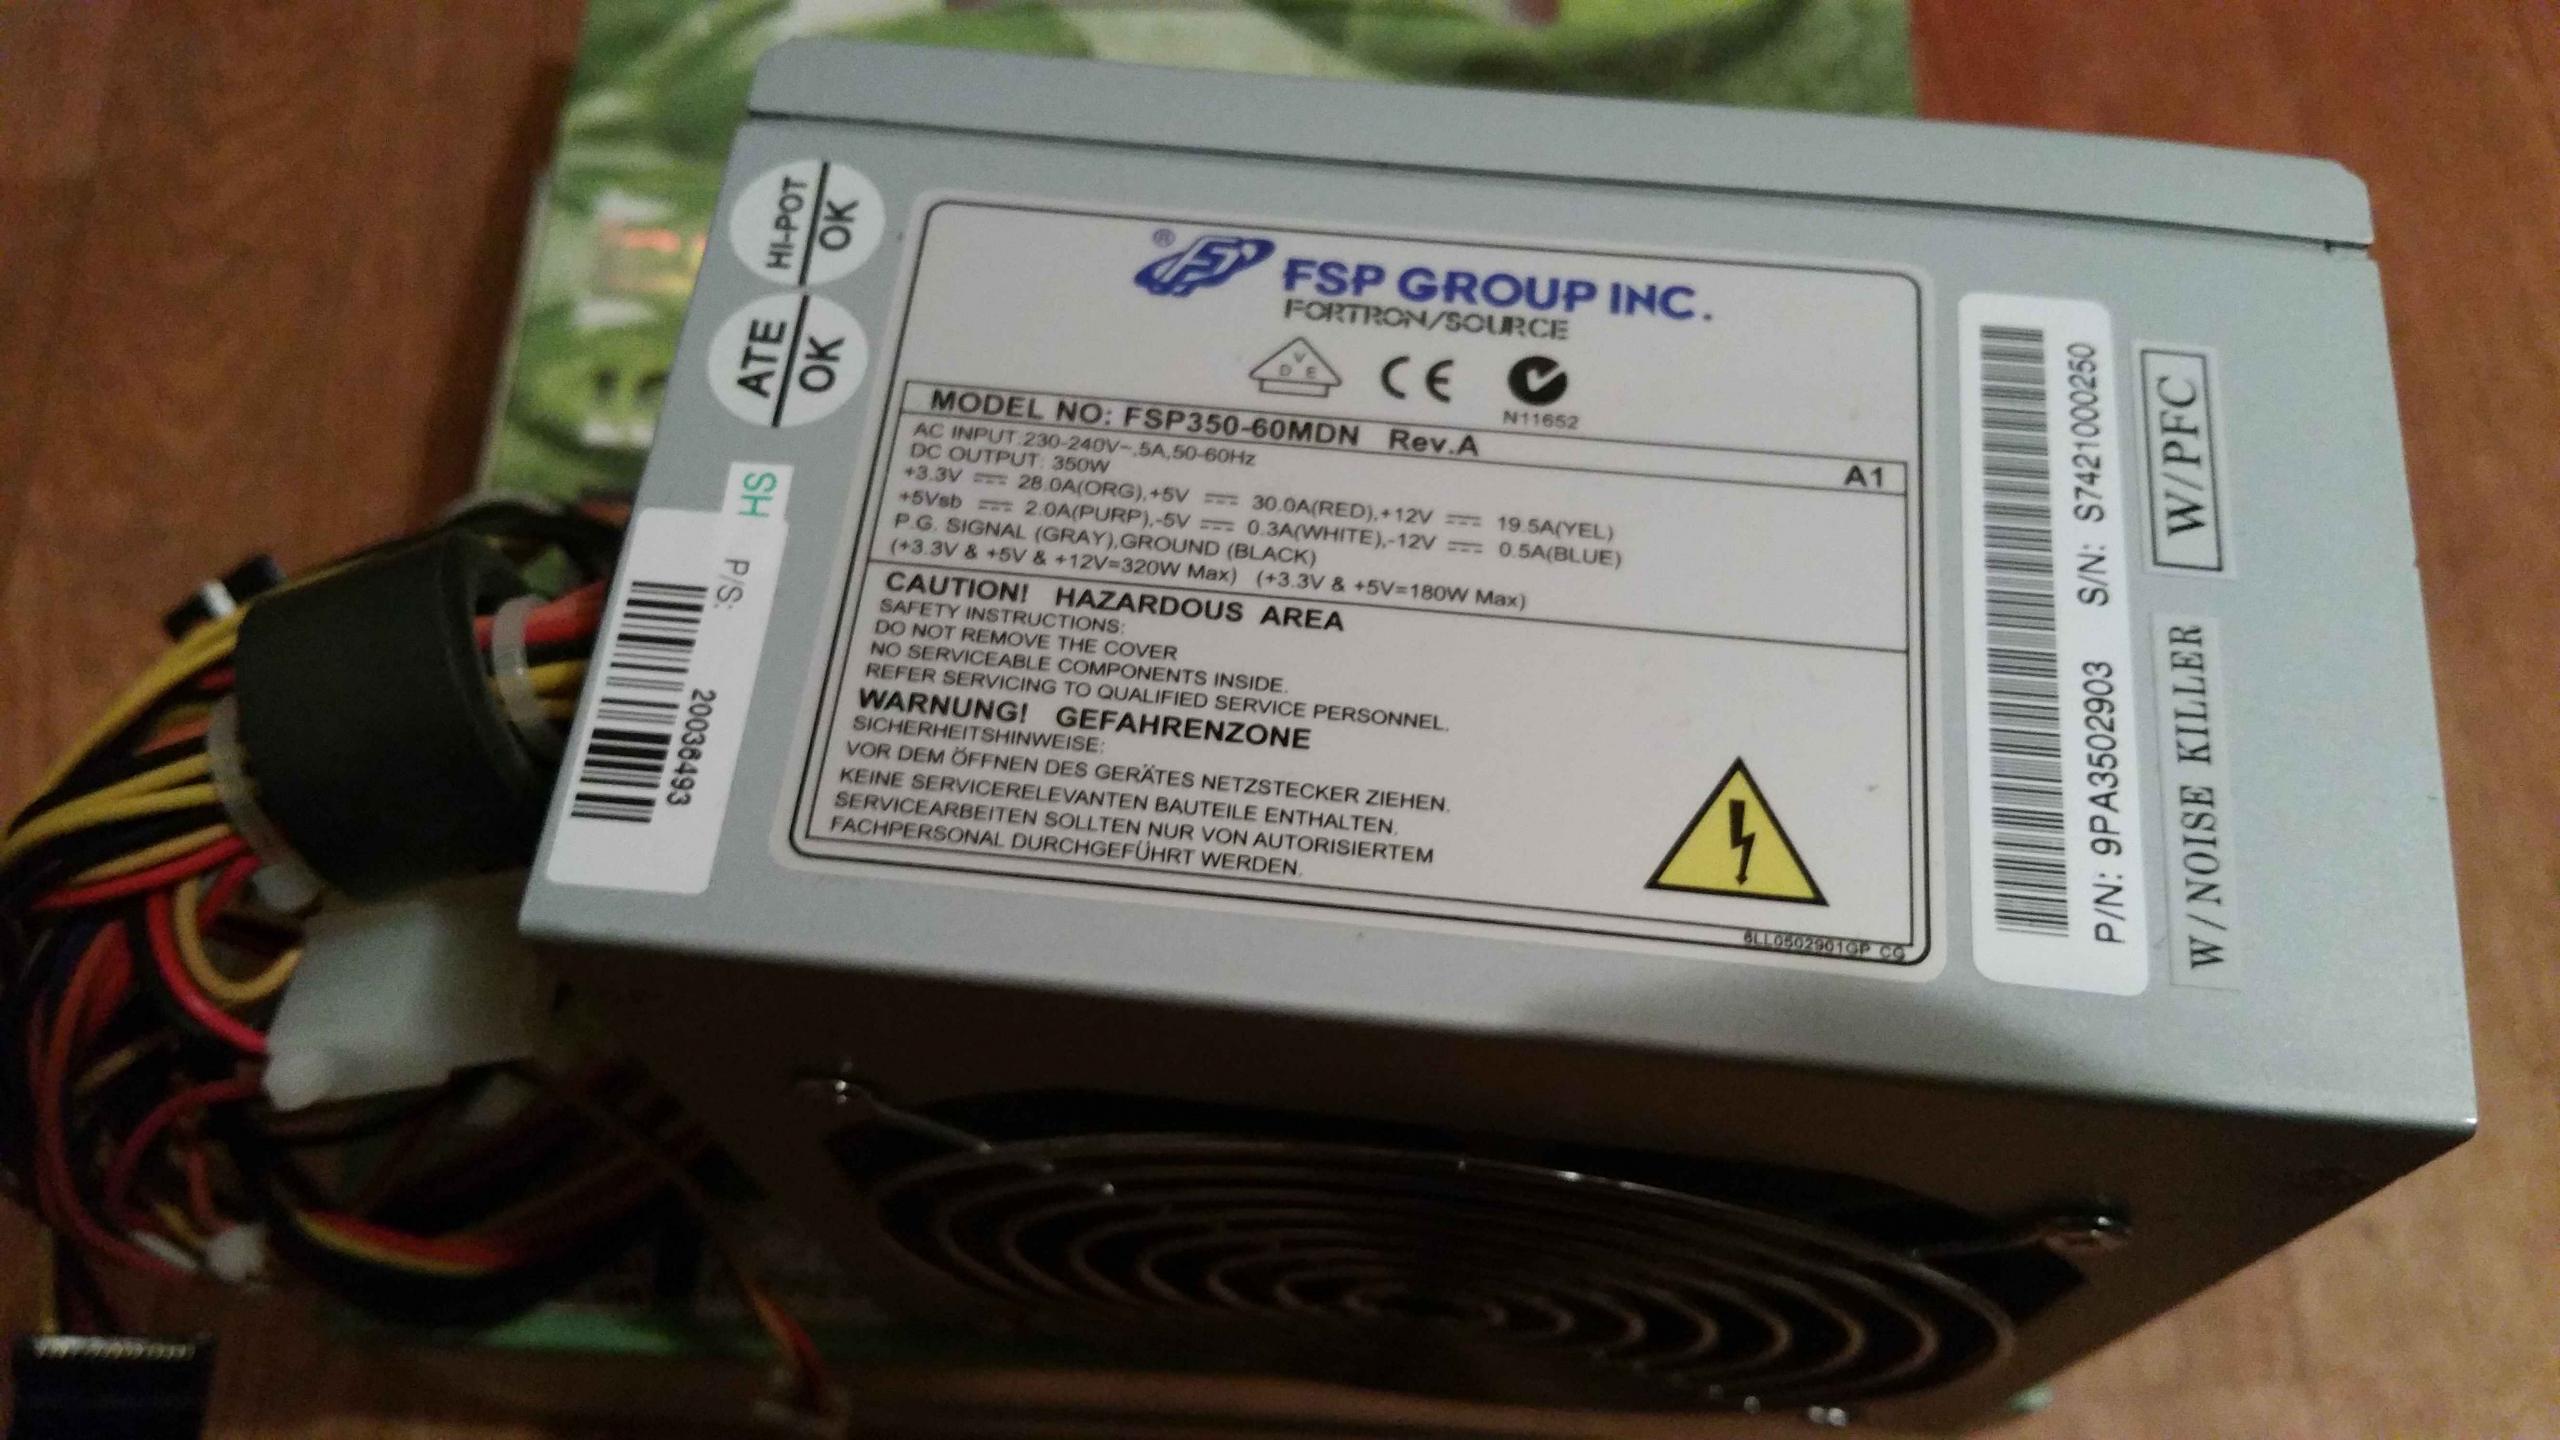 HI-POT
OK
ATE
OK
HS
P/S:
200364493
®
FSP GROUP INC.
FORTRON/SOURCE
V
D E
CE
N11652
MODEL NO: FSP350-60MDN Rev.A
A1
AC INPUT:230-240V~,5A,50-60Hz
DC OUTPUT: 350W
+3.3V ⎓ 28.0A(ORG),+5V ⎓ 30.0A(RED),+12V ⎓ 19.5A(YEL)
+5Vsb ⎓ 2.0A(PURP),-5V ⎓ 0.3A(WHITE),-12V ⎓ 0.5A(BLUE)
P.G. SIGNAL (GRAY),GROUND (BLACK)
(+3.3V & +5V & +12V=320W Max) (+3.3V & +5V=180W Max)
CAUTION! HAZARDOUS AREA
SAFETY INSTRUCTIONS:
DO NOT REMOVE THE COVER
NO SERVICEABLE COMPONENTS INSIDE.
REFER SERVICING TO QUALIFIED SERVICE PERSONNEL.
WARNUNG! GEFAHRENZONE
SICHERHEITSHINWEISE:
VOR DEM ÖFFNEN DES GERÄTES NETZSTECKER ZIEHEN.
KEINE SERVICERELEVANTEN BAUTEILE ENTHALTEN.
SERVICEARBEITEN SOLLTEN NUR VON AUTORISIERTEM
FACHPERSONAL DURCHGEFÜHRT WERDEN.
6LL0502901GP CG
P/N: 9PA3502903 S/N: S7421000250
W/PFC
W/NOISE KILLER